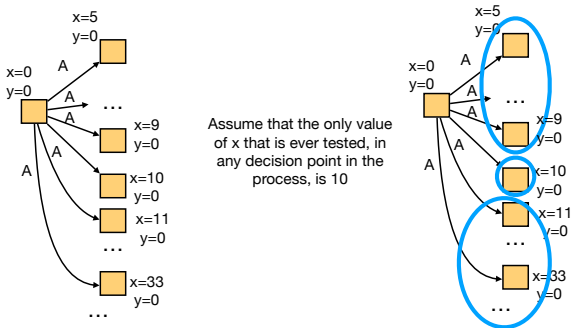 x=5
y=0
x=0
y=0
A
A
...
A
x=9
y=0
A
A
x=10
y=0
x=11
y=0
...
x=33
y=0
...
Assume that the only value
of x that is ever tested, in
any decision point in the
process, is 10
x=5
y=0
x=0
y=0
A
A
...
A
x=9
y=0
A
x=10
y=0
x=11
y=0
...
x=33
y=0
...